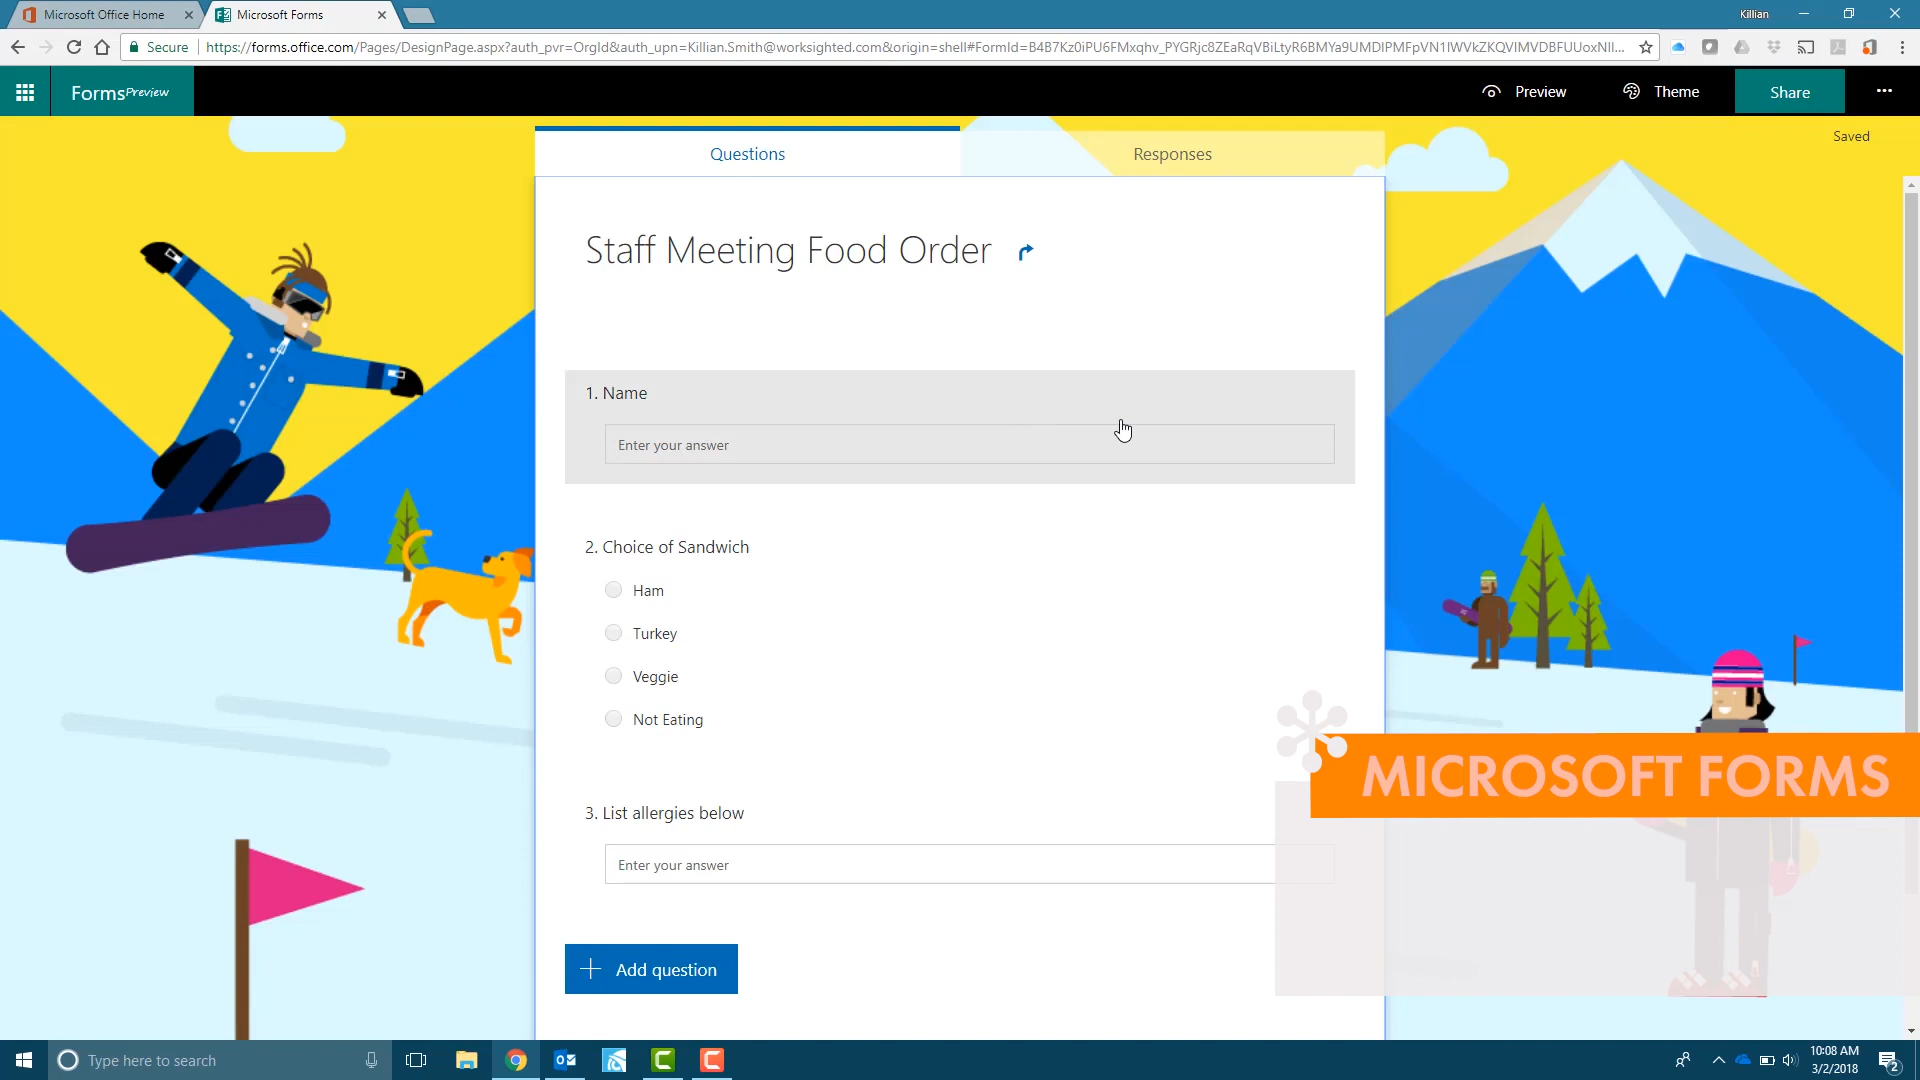 Microsoft Office Home
Microsoft Forms
Killian
Secure
https://forms.office.com/Pages/DesignPage.aspx?auth_pvr=OrgId&auth_upn=Killian.Smith@worksighted.com&origin=shell#FormId=B4B7Kz0iPU6FMxqhv_PYGRjc8ZEaRqVBiLtyR6BMYa9UMDlPMFpVN1lWVkZKQVlMVDBFUUoxNll...
Forms Preview
Preview
Theme
Share
Saved
Questions
Responses
Staff Meeting Food Order
1. Name
Enter your answer
2. Choice of Sandwich
Ham
Turkey
Veggie
Not Eating
MICROSOFT FORMS
3. List allergies below
Enter your answer
Add question
Type here to search
10:08 AM
3/2/2018
2